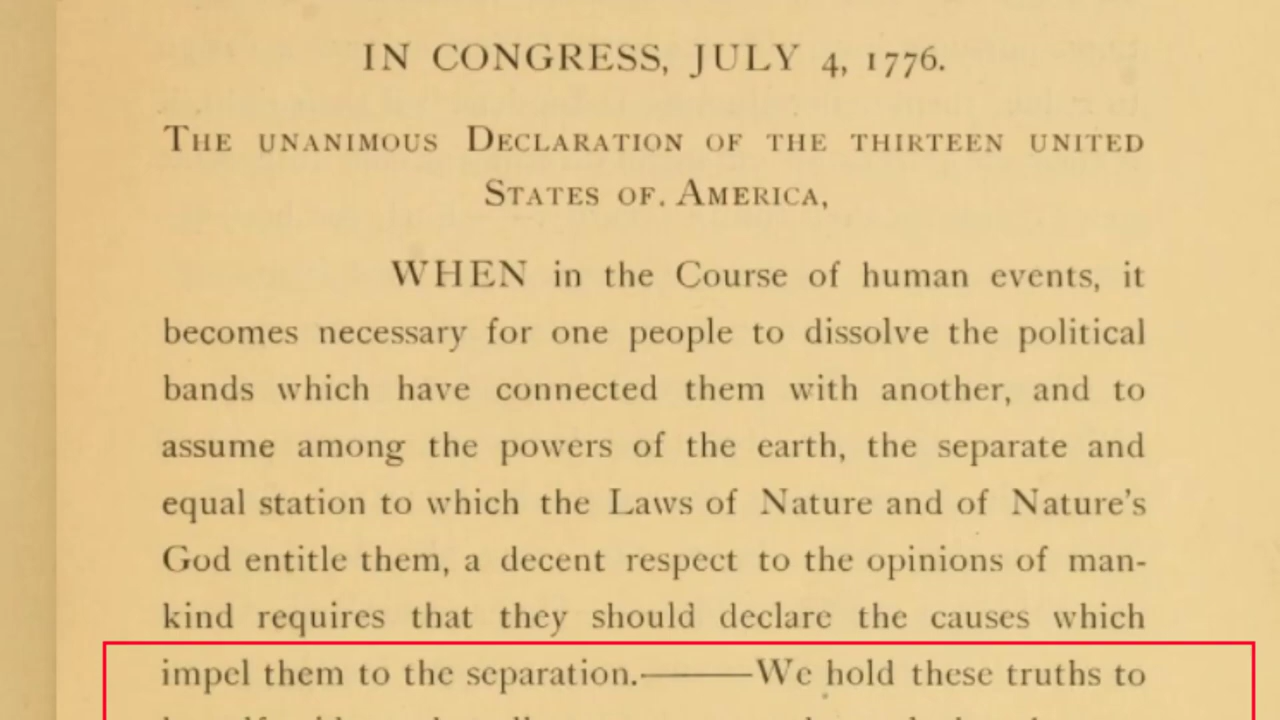 IN CONGRESS, JULY 4, 1776.
THE UNANIMOUS DECLARATION OF THE THIRTEEN UNITED
STATES OF. AMERICA,
WHEN in the Course of human events, it
becomes necessary for one people to dissolve the political
bands which have connected them with another, and to
assume among the powers of the earth, the separate and
equal station to which the Laws of Nature and of Nature's
God entitle them, a decent respect to the opinions of man-
kind requires that they should declare the causes which
impel them to the separation.——We hold these truths to